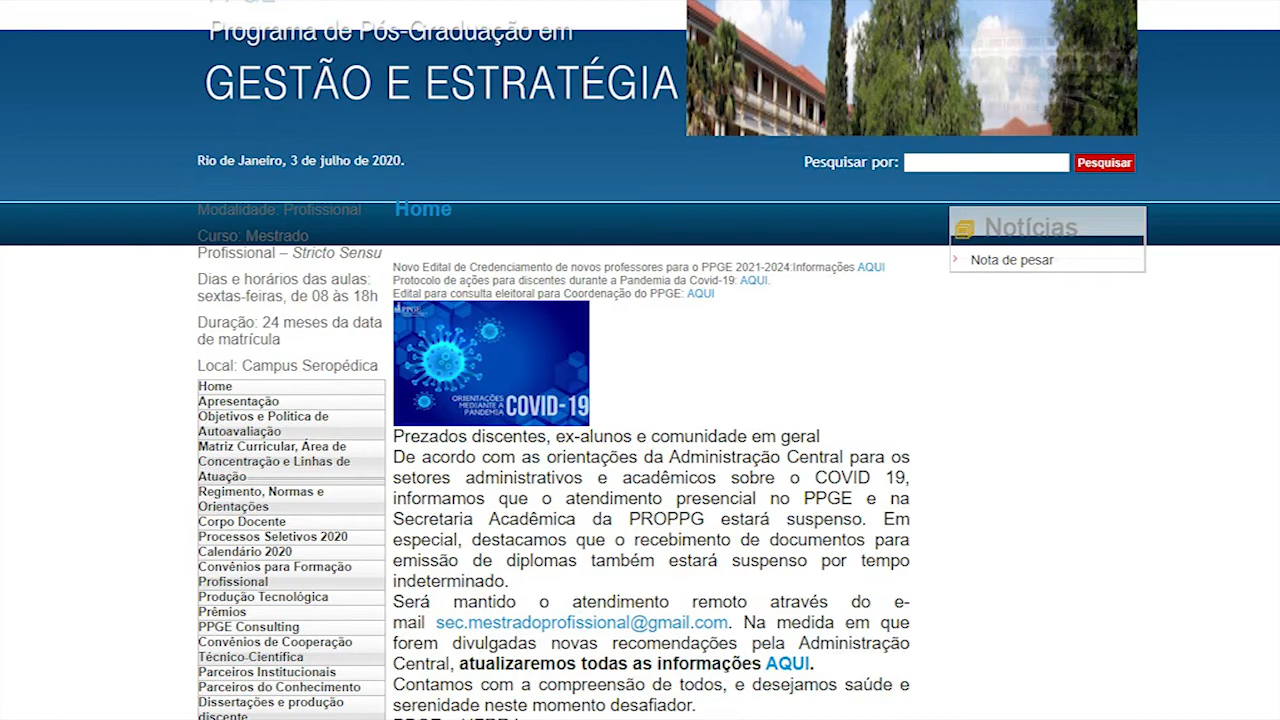 PPGE
Programa de Pós-Graduação em
GESTÃO E ESTRATÉGIA
Rio de Janeiro, 3 de julho de 2020.
Pesquisar por:
Pesquisar
Modalidade: Profissional
Curso: Mestrado
Profissional – Stricto Sensu
Dias e horários das aulas:
sextas-feiras, de 08 às 18h
Duração: 24 meses da data
de matrícula
Local: Campus Seropédica
Home
Apresentação
Objetivos e Política de
Autoavaliação
Matriz Curricular, Área de
Concentração e Linhas de
Atuação
Regimento, Normas e
Orientações
Corpo Docente
Processos Seletivos 2020
Calendário 2020
Convênios para Formação
Profissional
Produção Tecnológica
Prêmios
PPGE Consulting
Convênios de Cooperação
Técnico-Científica
Parceiros Institucionais
Parceiros do Conhecimento
Dissertações e produção
discente
Home
Novo Edital de Credenciamento de novos professores para o PPGE 2021-2024:Informações AQUI
Protocolo de ações para discentes durante a Pandemia da Covid-19: AQUI.
Edital para consulta eleitoral para Coordenação do PPGE: AQUI
PPGE
ORIENTAÇÕES
MEDIANTE A
PANDEMIA
COVID-19
Prezados discentes, ex-alunos e comunidade em geral
De acordo com as orientações da Administração Central para os
setores administrativos e acadêmicos sobre o COVID 19,
informamos que o atendimento presencial no PPGE e na
Secretaria Acadêmica da PROPPG estará suspenso. Em
especial, destacamos que o recebimento de documentos para
emissão de diplomas também estará suspenso por tempo
indeterminado.
Será mantido o atendimento remoto através do e-
mail sec.mestradoprofissional@gmail.com. Na medida em que
forem divulgadas novas recomendações pela Administração
Central, atualizaremos todas as informações AQUI.
Contamos com a compreensão de todos, e desejamos saúde e
serenidade neste momento desafiador.
Notícias
Nota de pesar